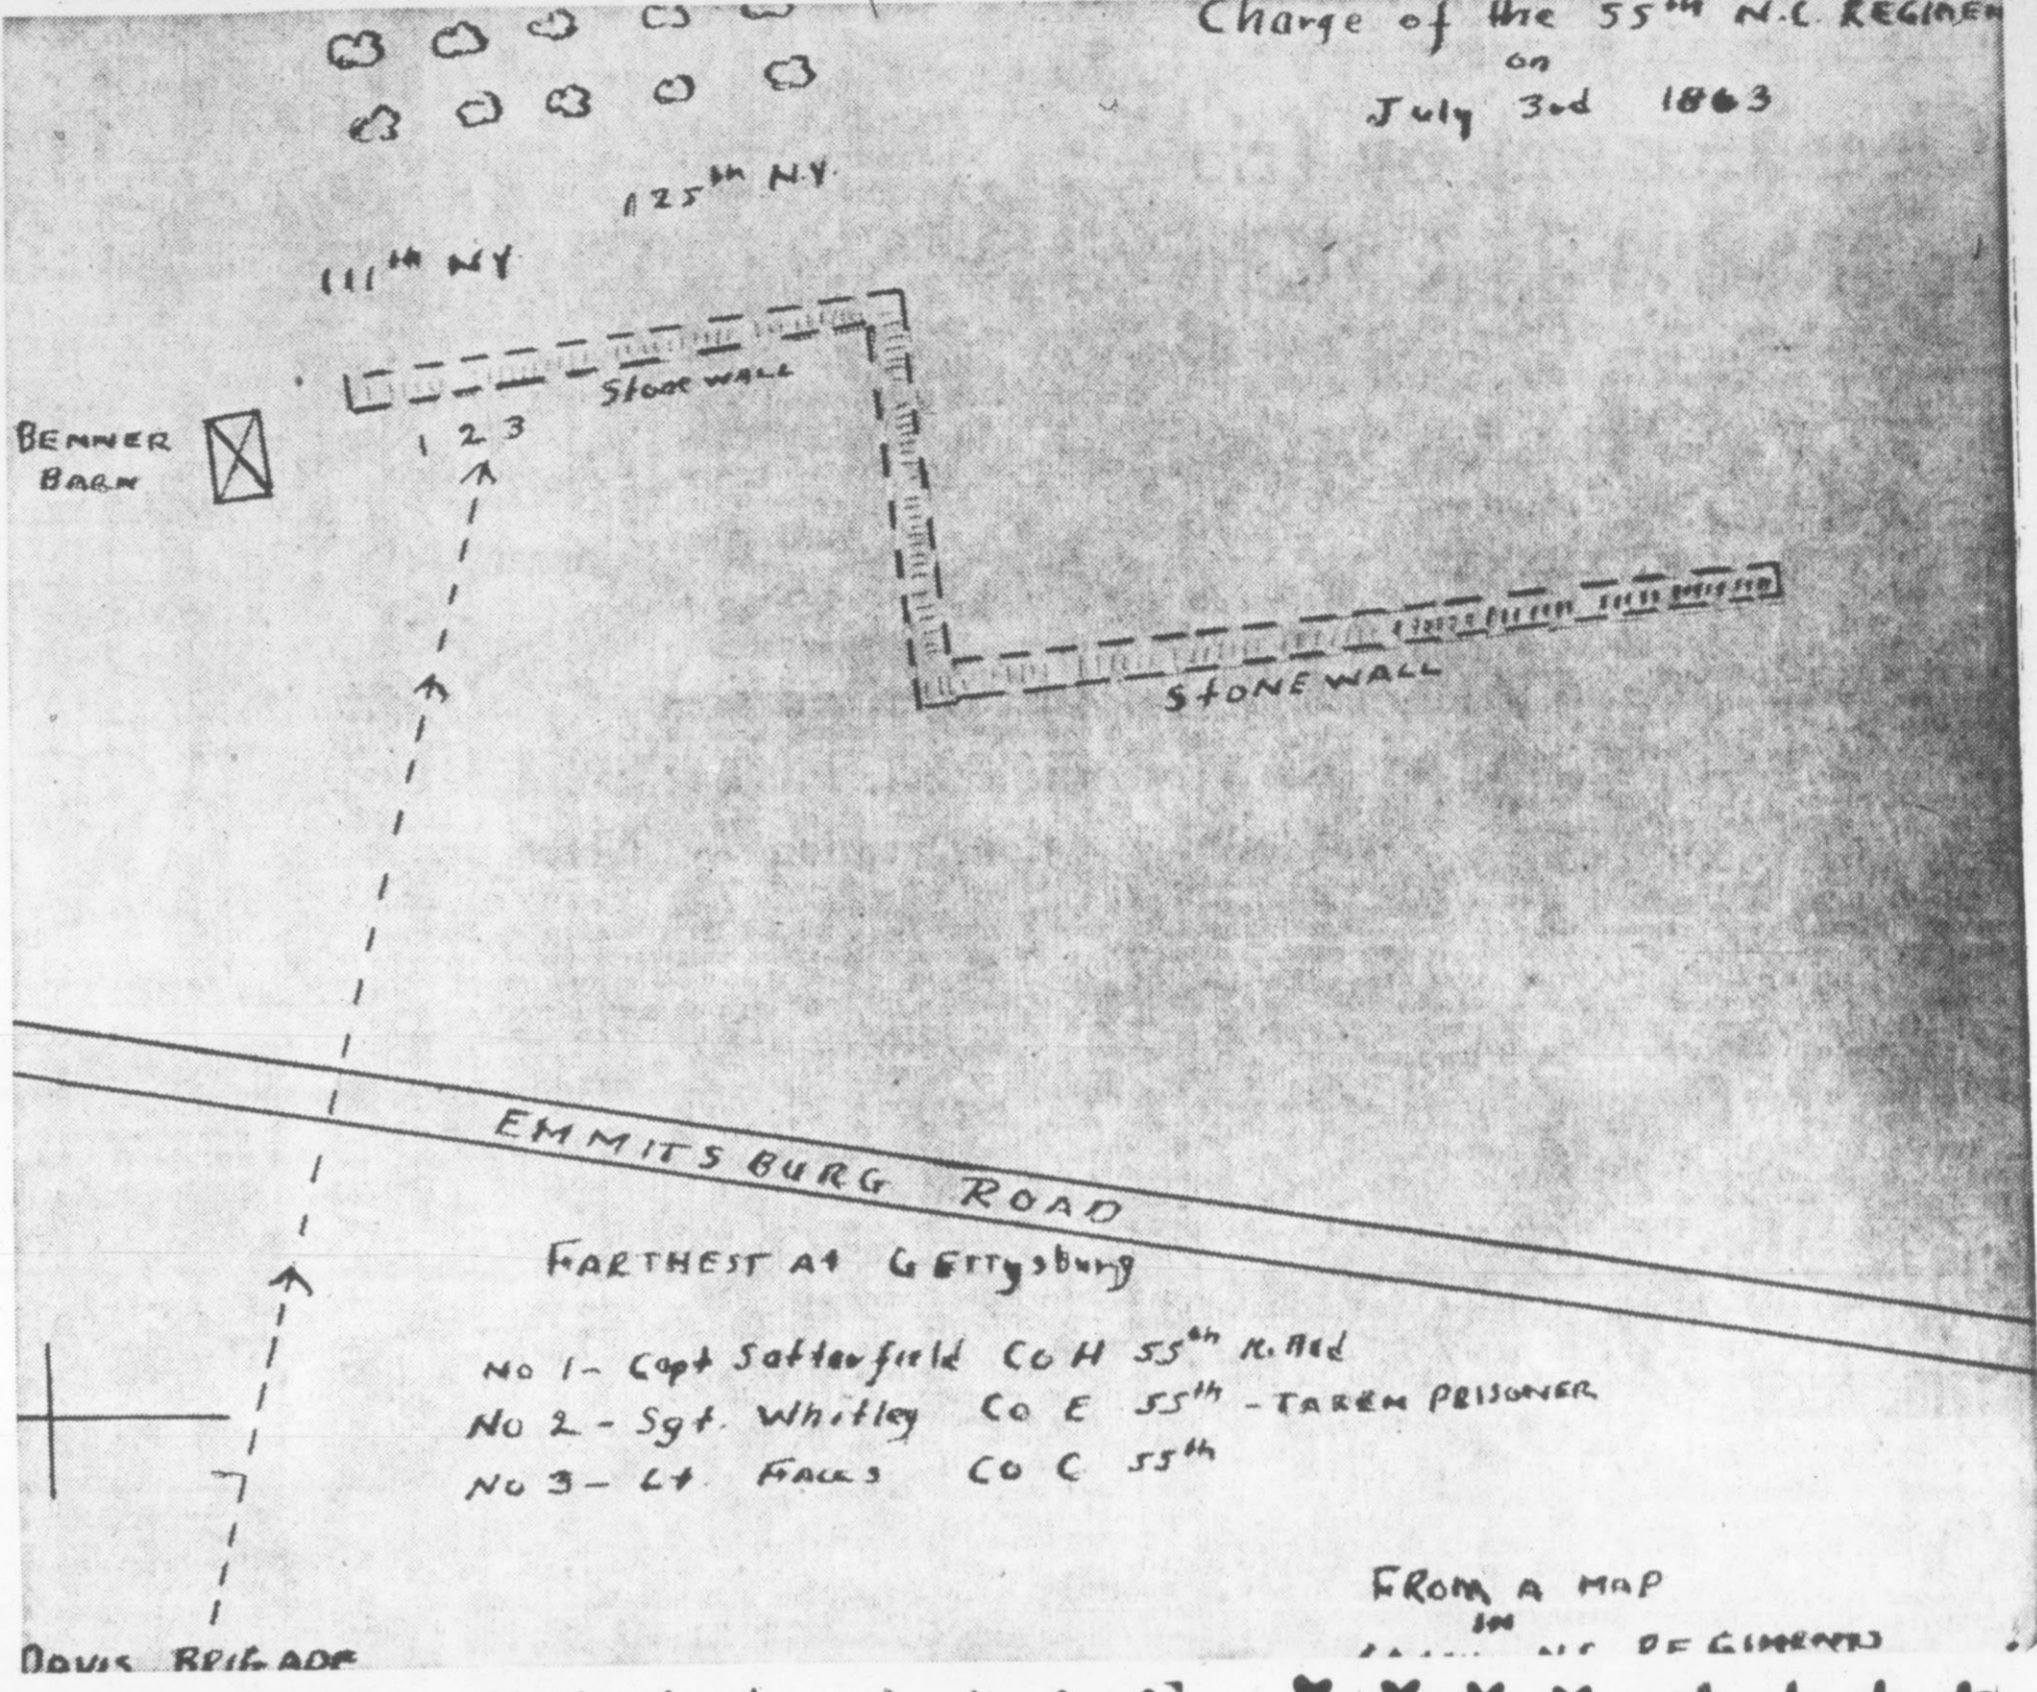 Charge of the 55th N.C. REGIMEN
on
July 3rd 1863
125th N.Y.
111th NY
Stone WALL
BENNER
BARN
1 2 3
StONE WALL
EMMITSBURG ROAD
FARTHEST At GETTysburg
No 1- Capt Satterfield Co H 55th K.lled
No 2 - Sgt. Whitley Co E 55th - TAKEN PRISONER
No 3 - Lt. FALLS Co C 55th
FROM A MAP
IN
N C REGIMENTS
DAVIS BRIGADE